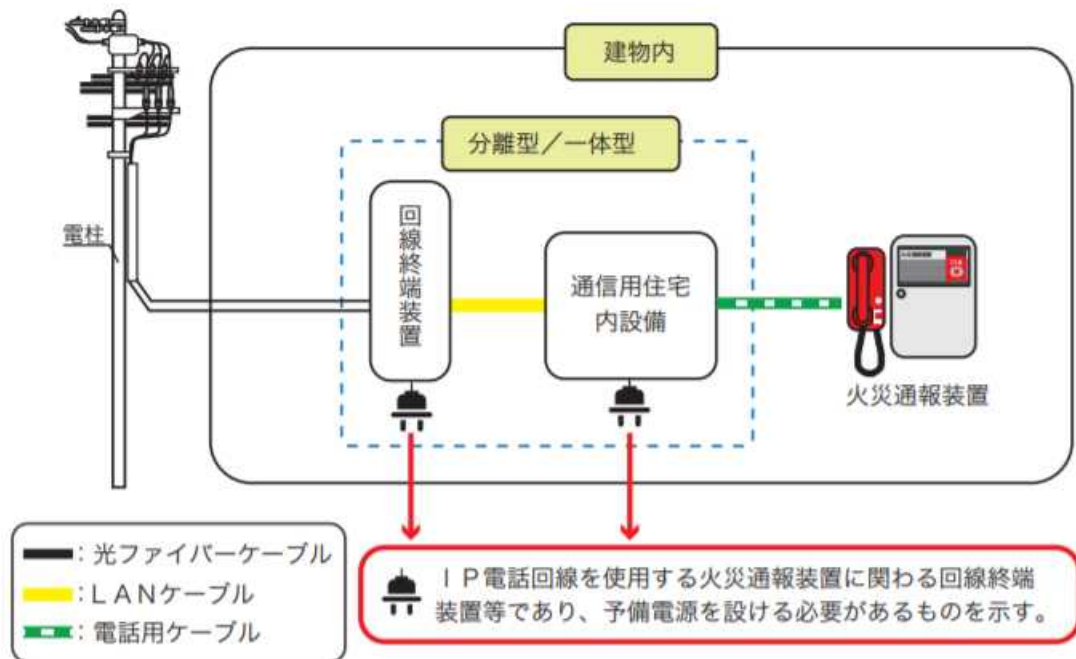 建物内
分離型／一体型
電柱
回線終端装置
通信用住宅
内設備
火災通報装置
：光ファイバーケーブル
：ＬＡＮケーブル
：電話用ケーブル
ＩＰ電話回線を使用する火災通報装置に関わる回線終端
装置等であり、予備電源を設ける必要があるものを示す。